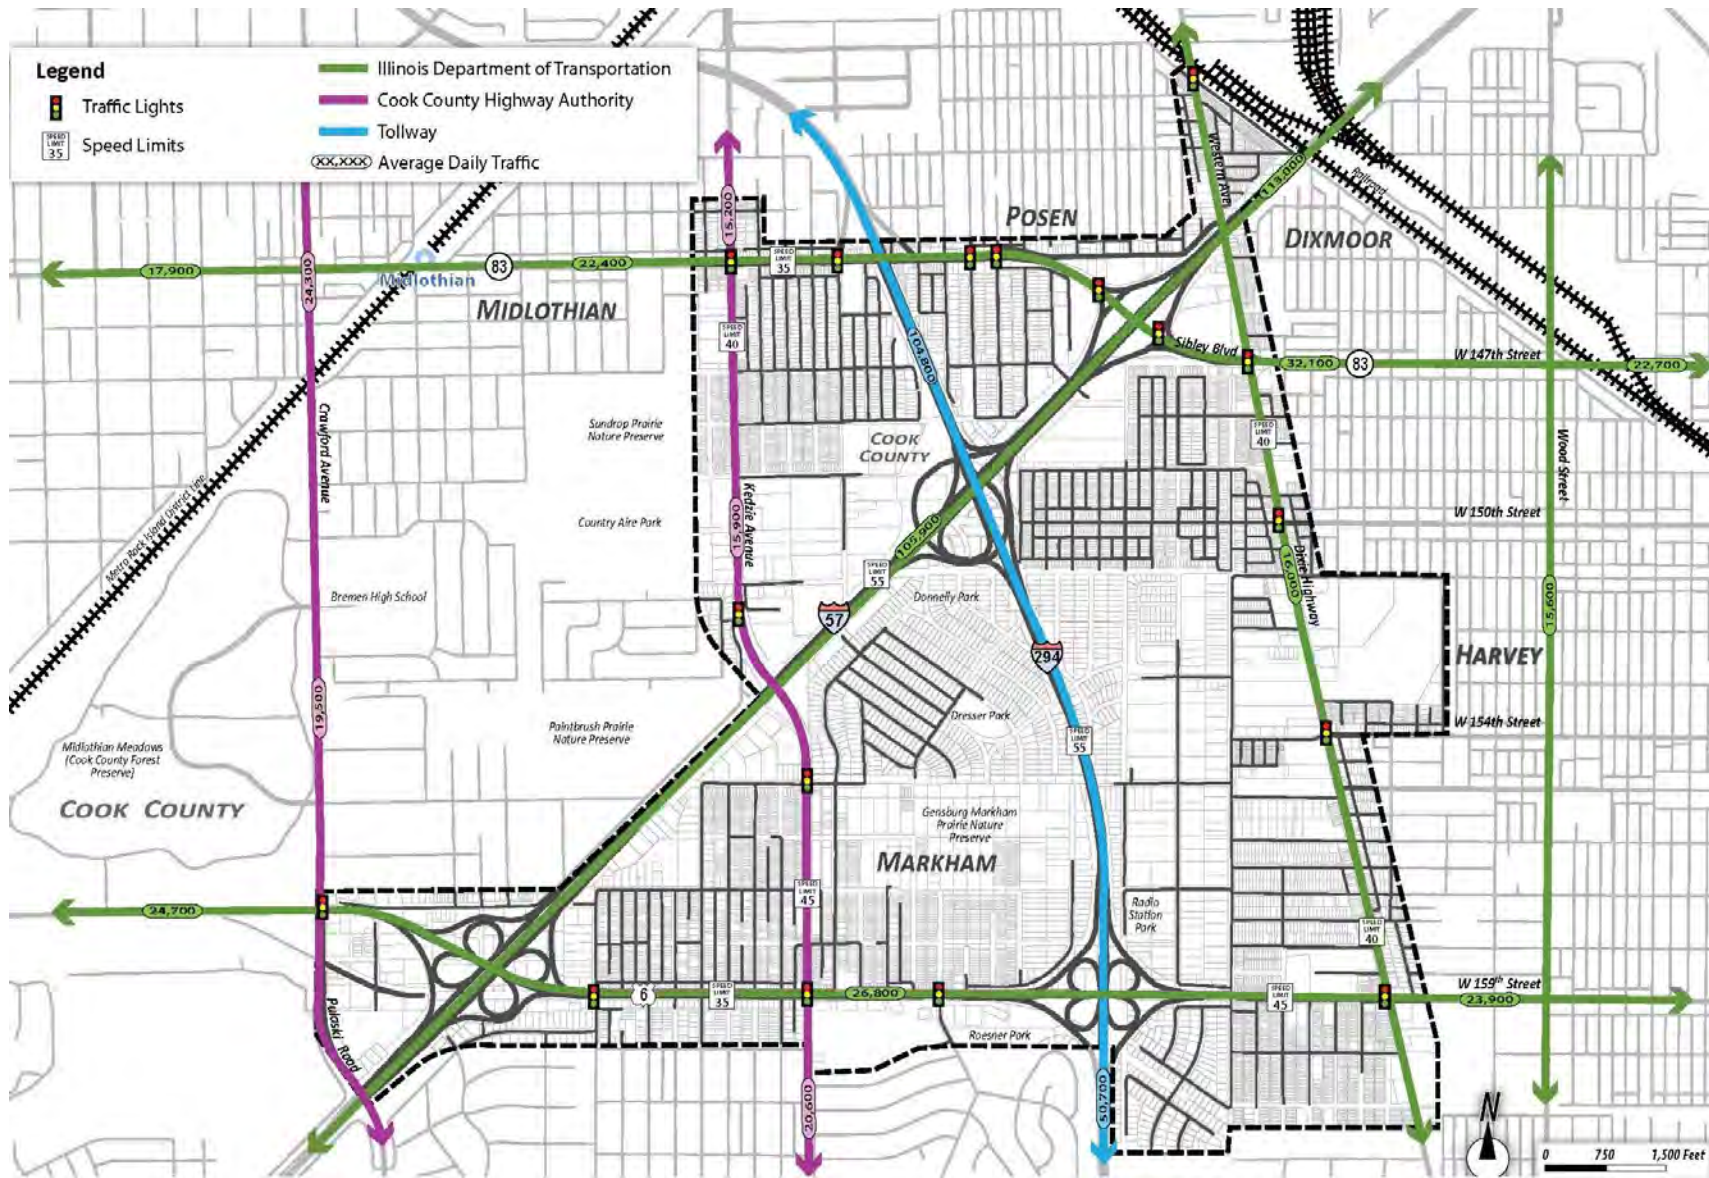 Legend
Traffic Lights
SPEED
LIMIT
35
Speed Limits
Illinois Department of Transportation
Cook County Highway Authority
Tollway
XX,XXX
Average Daily Traffic
Western Ave
Railroad
113,000
15,200
POSEN
DIXMOOR
17,900
24,300
Midlothian
83
22,400
SPEED
LIMIT
35
MIDLOTHIAN
SPEED
LIMIT
40
104,800
Sibley Blvd
32,100
83
W 147th Street
22,700
Crawford Avenue
Sundrop Prairie
Nature Preserve
COOK
COUNTY
SPEED
LIMIT
40
Wood Street
Metro Rock Island District Line
Kedzie Avenue
15,900
Country Aire Park
105,900
SPEED
LIMIT
55
W 150th Street
Dixie Highway
16,000
Bremen High School
57
Donnelly Park
15,600
294
HARVEY
19,500
Paintbrush Prairie
Nature Preserve
Dresser Park
SPEED
LIMIT
55
W 154th Street
Midlothian Meadows
(Cook County Forest
Preserve)
COOK COUNTY
Gensburg Markham
Prairie Nature
Preserve
MARKHAM
SPEED
LIMIT
45
24,700
Radio
Station
Park
SPEED
LIMIT
40
6
SPEED
LIMIT
35
26,800
SPEED
LIMIT
45
W 159th Street
23,900
Pulaski Road
Roesner Park
20,600
50,700
N
0 750 1,500 Feet